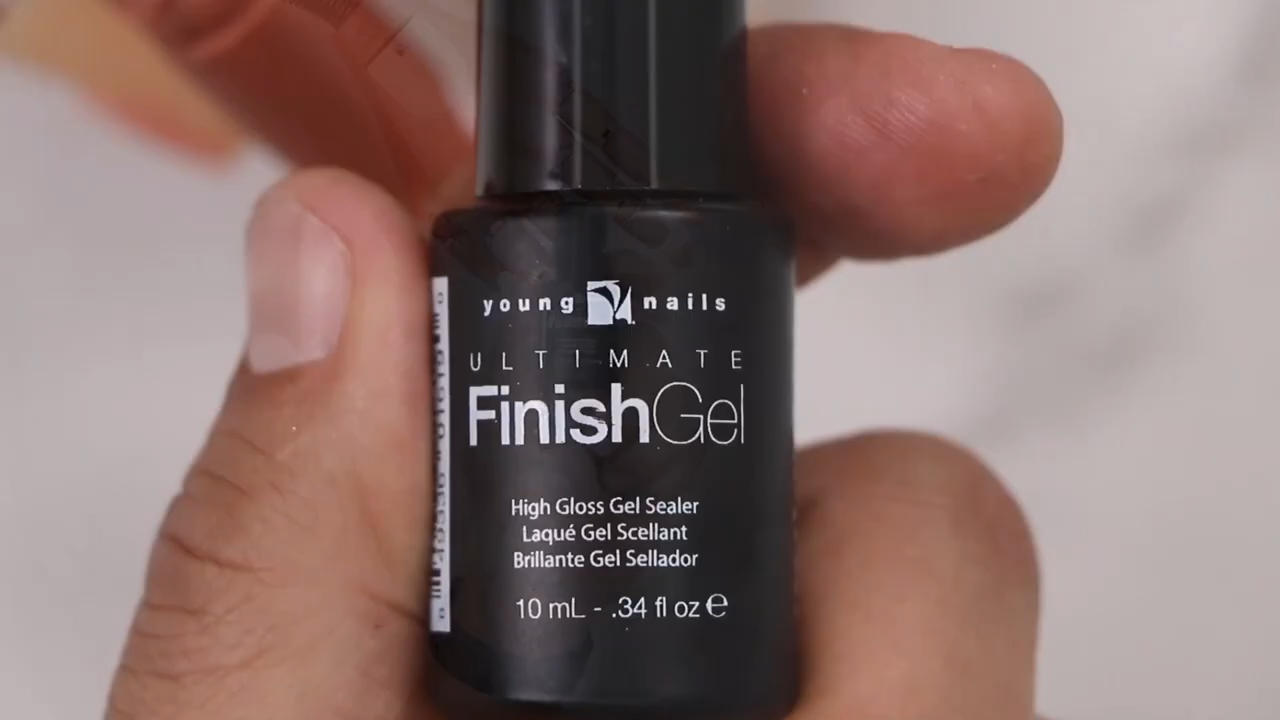 young nails
ULTIMATE
FinishGel
High Gloss Gel Sealer
Laqué Gel Scellant
Brillante Gel Sellador
10 mL - .34 fl oz ℮